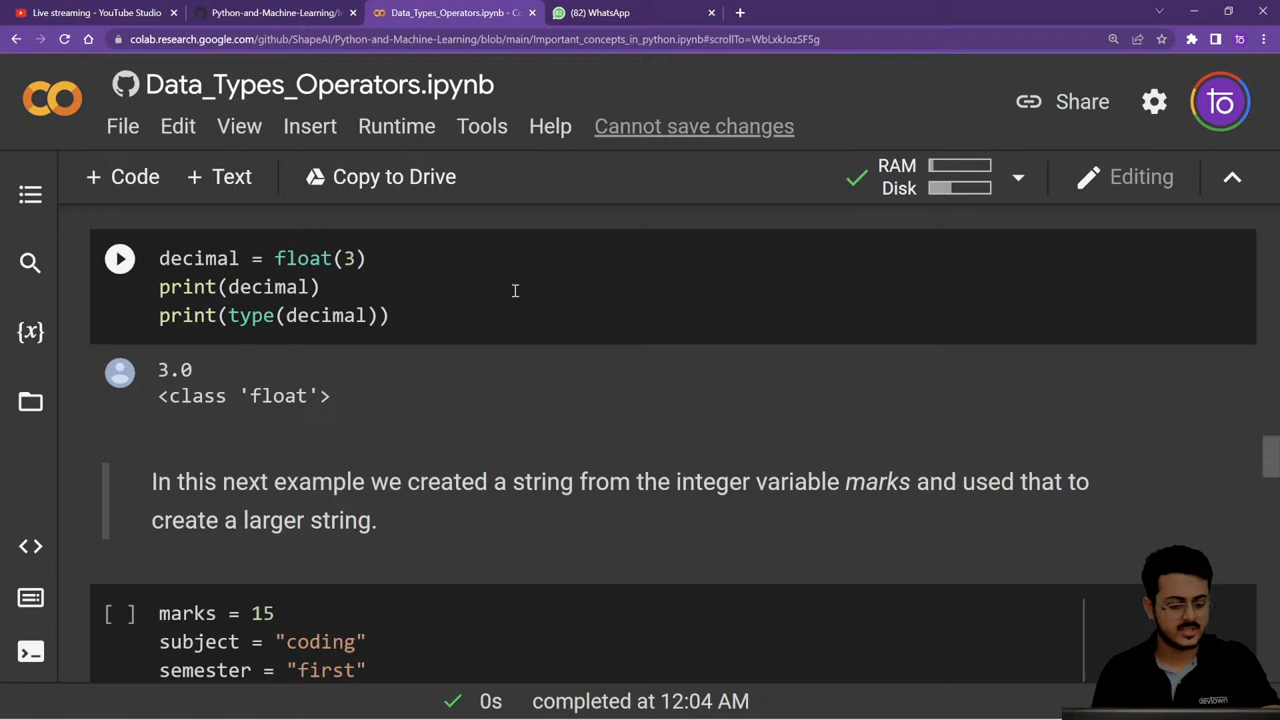 Live streaming - YouTube Studio
Python-and-Machine-Learning/I
Data_Types_Operators.ipynb - C
(82) WhatsApp
colab.research.google.com/github/ShapeAI/Python-and-Machine-Learning/blob/main/Important_concepts_in_python.ipynb#scrollTo=WbLxkJozSF5g
Data_Types_Operators.ipynb
Share
to
File Edit View Insert Runtime Tools Help Cannot save changes
+ Code + Text Copy to Drive
RAM
Disk
Editing
decimal = float(3)
print(decimal)
print(type(decimal))
3.0
<class 'float'>
In this next example we created a string from the integer variable marks and used that to
create a larger string.
[ ] marks = 15
subject = "coding"
semester = "first"
0s completed at 12:04 AM
devtown